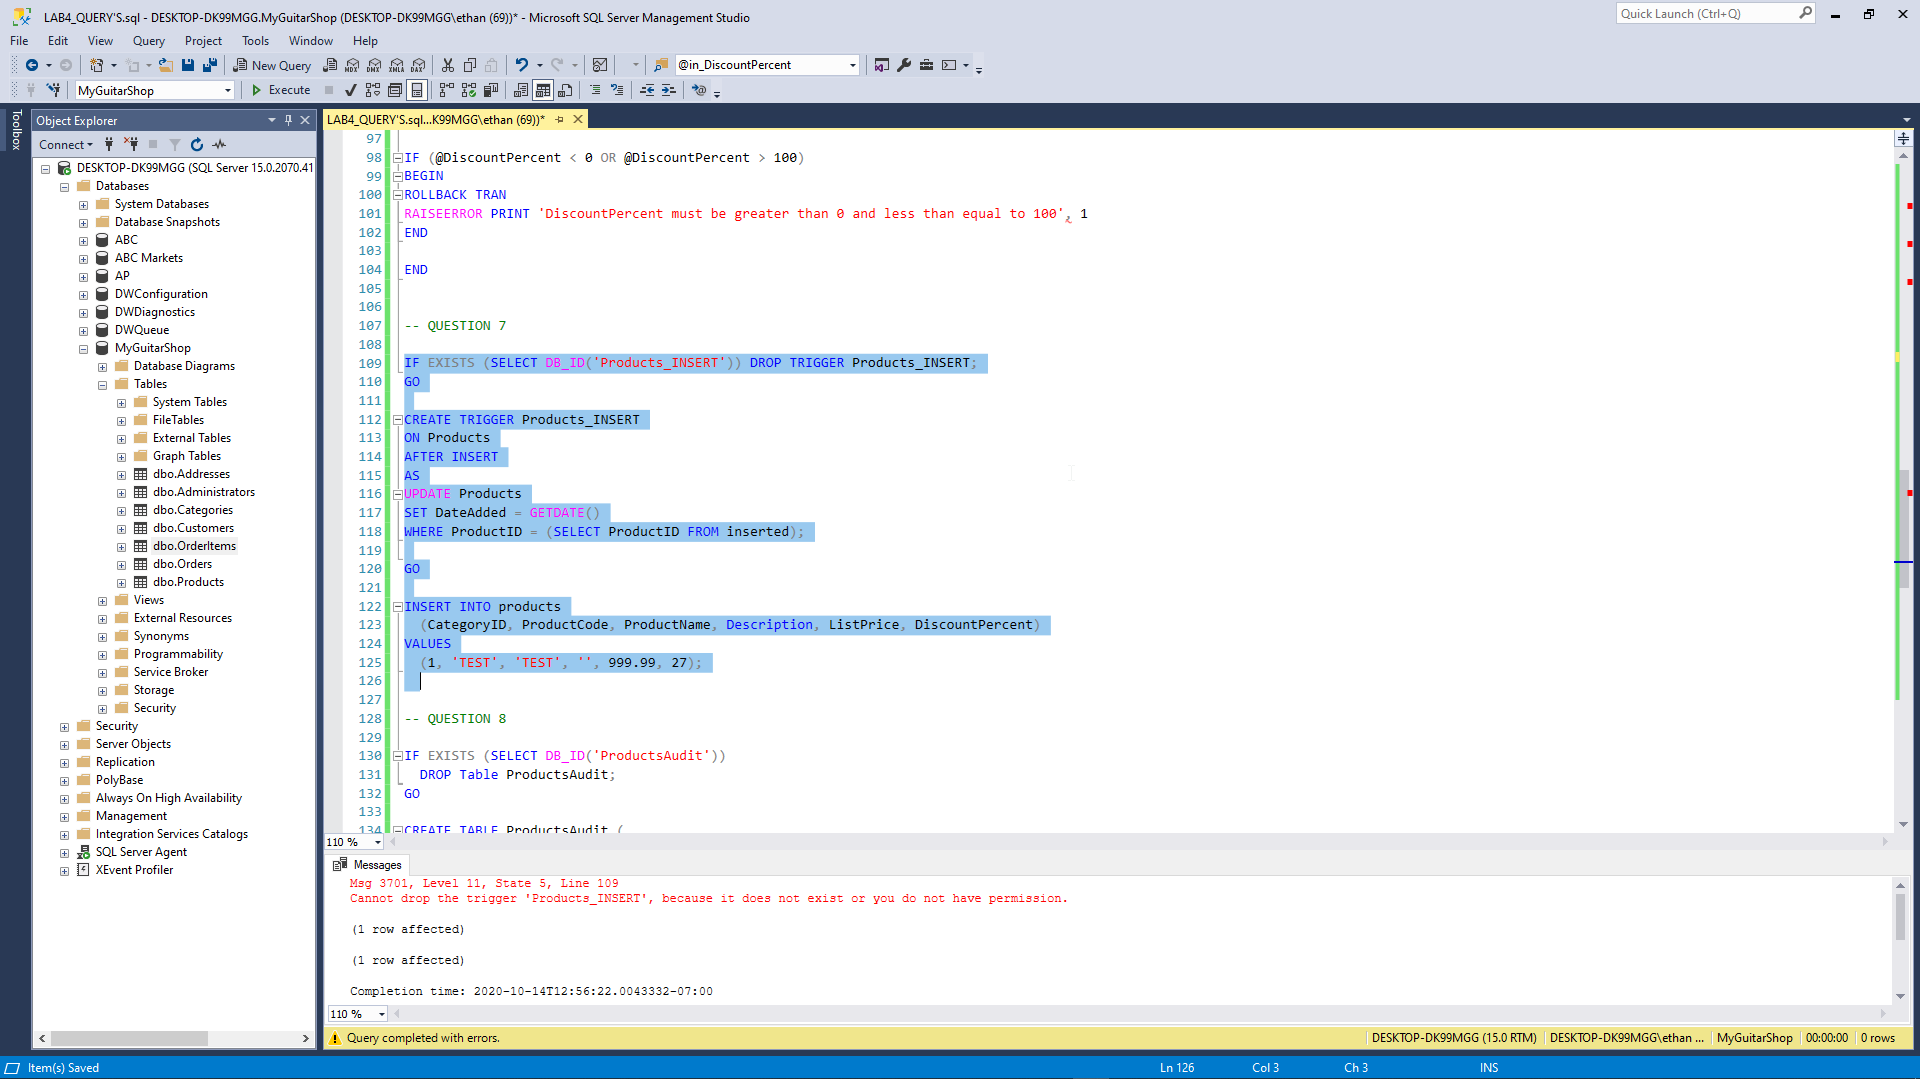 LAB4_QUERY'S.sql - DESKTOP-DK99MGG.MyGuitarShop (DESKTOP-DK99MGG\ethan (69))* - Microsoft SQL Server Management Studio
Quick Launch (Ctrl+Q)
File Edit View Query Project Tools Window Help
New Query
MDX DMX XMLA DAX
@in_DiscountPercent
MyGuitarShop
Execute
Toolbox
Object Explorer
Connect
DESKTOP-DK99MGG (SQL Server 15.0.2070.41
Databases
System Databases
Database Snapshots
ABC
ABC Markets
AP
DWConfiguration
DWDiagnostics
DWQueue
MyGuitarShop
Database Diagrams
Tables
System Tables
FileTables
External Tables
Graph Tables
dbo.Addresses
dbo.Administrators
dbo.Categories
dbo.Customers
dbo.OrderItems
dbo.Orders
dbo.Products
Views
External Resources
Synonyms
Programmability
Service Broker
Storage
Security
Security
Server Objects
Replication
PolyBase
Always On High Availability
Management
Integration Services Catalogs
SQL Server Agent
XEvent Profiler
LAB4_QUERY'S.sql...K99MGG\ethan (69))*
97
98 IF (@DiscountPercent < 0 OR @DiscountPercent > 100)
99 BEGIN
100 ROLLBACK TRAN
101 RAISEERROR PRINT 'DiscountPercent must be greater than 0 and less than equal to 100', 1
102 END
103
104 END
105
106
107 -- QUESTION 7
108
109 IF EXISTS (SELECT DB_ID('Products_INSERT')) DROP TRIGGER Products_INSERT;
110 GO
111
112 CREATE TRIGGER Products_INSERT
113 ON Products
114 AFTER INSERT
115 AS
116 UPDATE Products
117 SET DateAdded = GETDATE()
118 WHERE ProductID = (SELECT ProductID FROM inserted);
119
120 GO
121
122 INSERT INTO products
123 (CategoryID, ProductCode, ProductName, Description, ListPrice, DiscountPercent)
124 VALUES
125 (1, 'TEST', 'TEST', '', 999.99, 27);
126
127
128 -- QUESTION 8
129
130 IF EXISTS (SELECT DB_ID('ProductsAudit'))
131 DROP Table ProductsAudit;
132 GO
133
134 CREATE TABLE ProductsAudit (
110 %
Messages
Msg 3701, Level 11, State 5, Line 109
Cannot drop the trigger 'Products_INSERT', because it does not exist or you do not have permission.
(1 row affected)
(1 row affected)
Completion time: 2020-10-14T12:56:22.0043332-07:00
110 %
Query completed with errors.
DESKTOP-DK99MGG (15.0 RTM) DESKTOP-DK99MGG\ethan ... MyGuitarShop 00:00:00 0 rows
Item(s) Saved
Ln 126 Col 3 Ch 3 INS